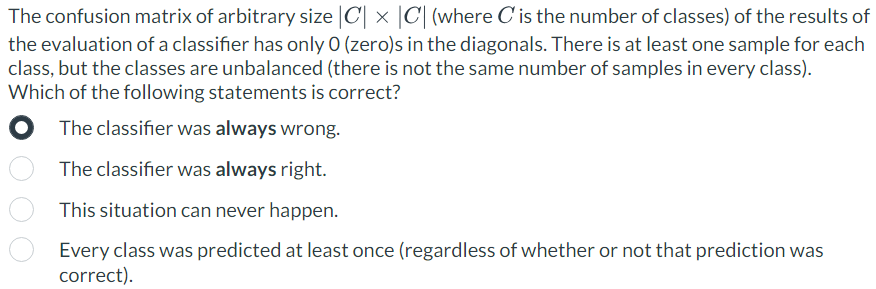 The confusion matrix of arbitrary size |C| × |C| (where C is the number of classes) of the results of
the evaluation of a classifier has only 0 (zero)s in the diagonals. There is at least one sample for each
class, but the classes are unbalanced (there is not the same number of samples in every class).
Which of the following statements is correct?
The classifier was always wrong.
The classifier was always right.
This situation can never happen.
Every class was predicted at least once (regardless of whether or not that prediction was
correct).